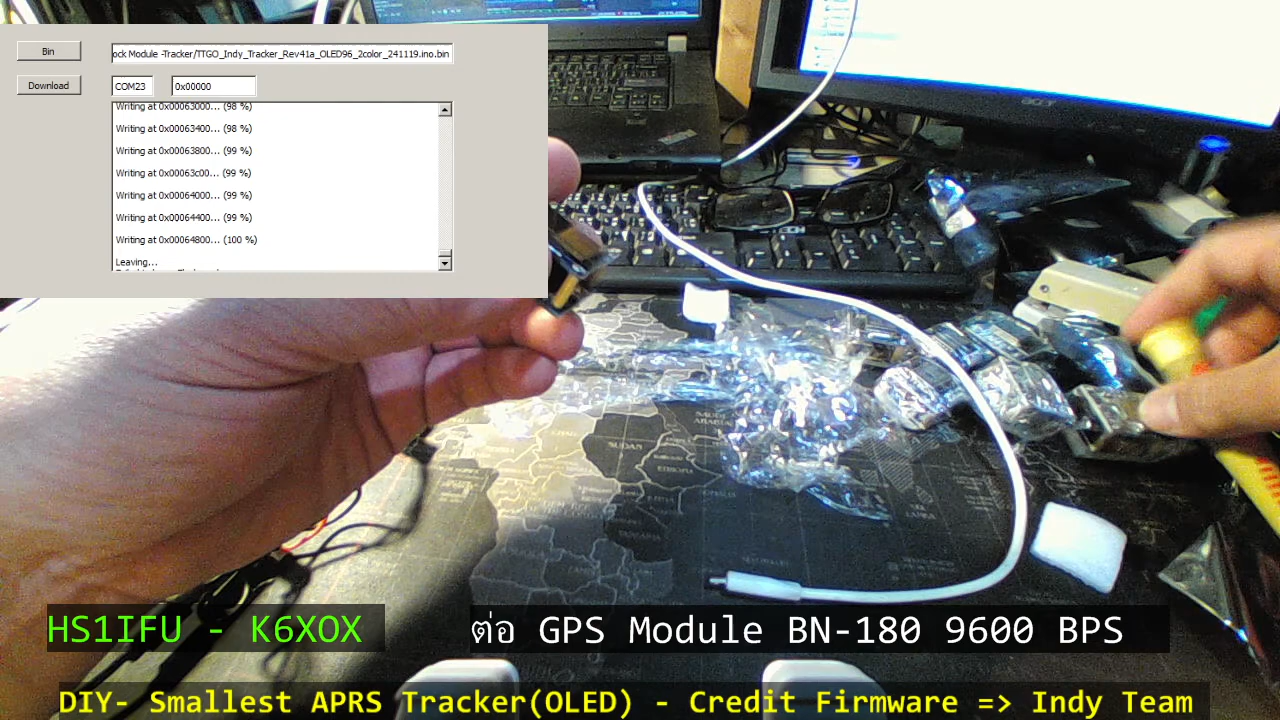 Bin
ock Module -Tracker/TTGO_Indy_Tracker_Rev41a_OLED96_2color_241119.ino.bin
Download
COM23
0x00000
Writing at 0x00063000... (98 %)
Writing at 0x00063400... (98 %)
Writing at 0x00063800... (99 %)
Writing at 0x00063c00... (99 %)
Writing at 0x00064000... (99 %)
Writing at 0x00064400... (99 %)
Writing at 0x00064800... (100 %)
Leaving...
acer
SUDAN
ETHIOPIA
HS1IFU - K6XOX
ต่อ GPS Module BN-180 9600 BPS
DIY- Smallest APRS Tracker(OLED) - Credit Firmware => Indy Team